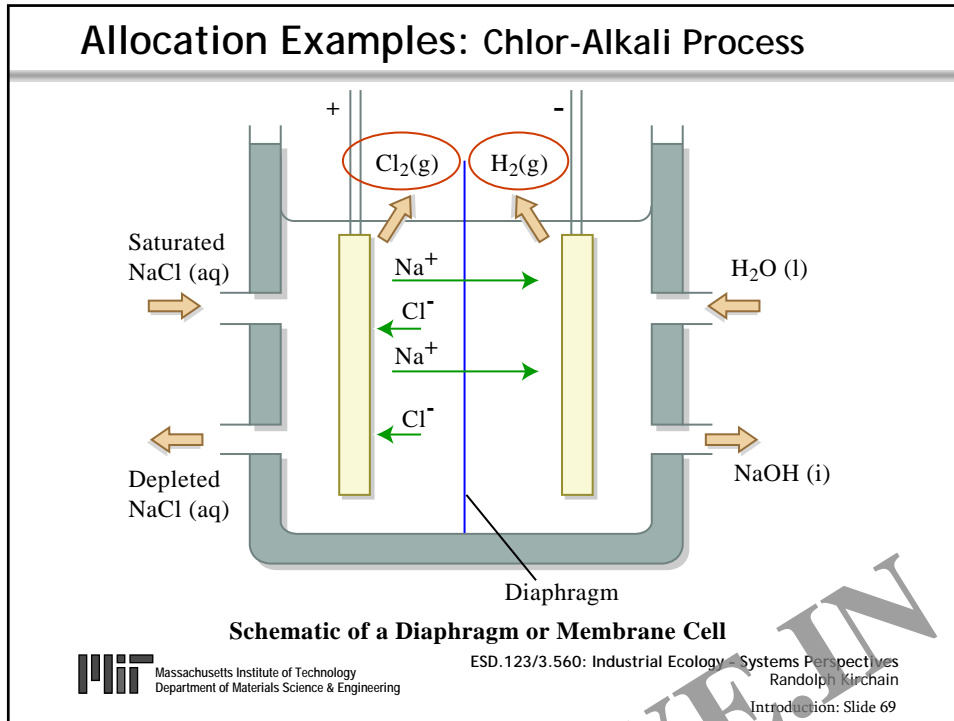 Allocation Examples: Chlor-Alkali Process
+
-
Cl₂(g)
H₂(g)
Saturated
NaCl (aq)
Na⁺
H₂O (l)
Cl⁻
Na⁺
Cl⁻
Depleted
NaCl (aq)
NaOH (i)
Diaphragm
Schematic of a Diaphragm or Membrane Cell
MIT
Massachusetts Institute of Technology
Department of Materials Science & Engineering
ESD.123/3.560: Industrial Ecology - Systems Perspectives
Randolph Kirchain
Introduction: Slide 69